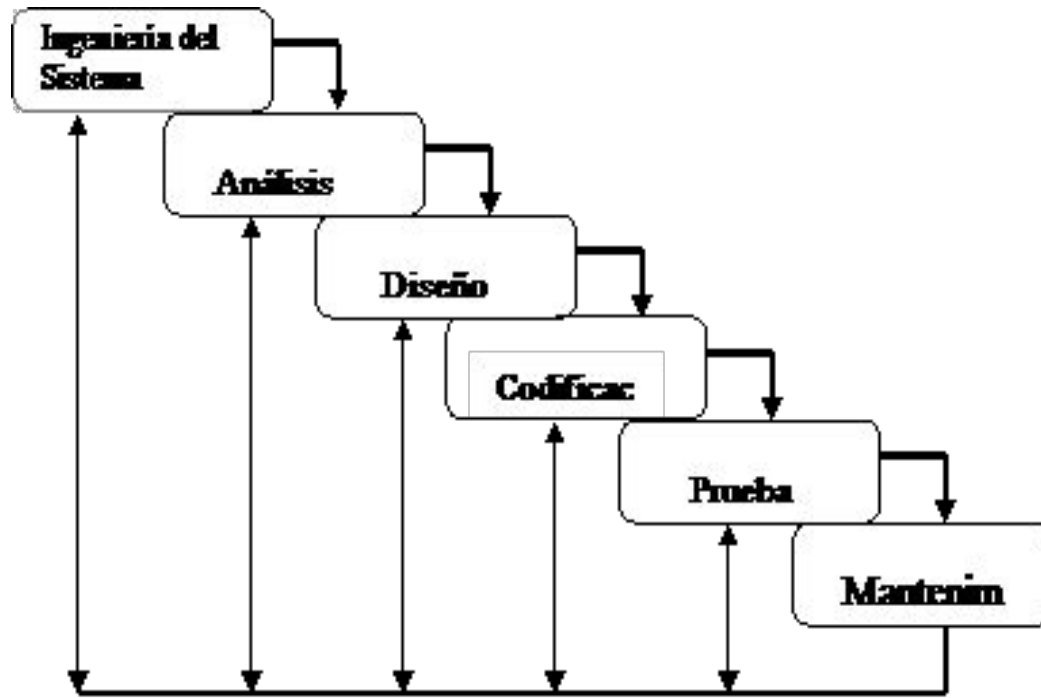 Ingeniería del
Sistema
Análisis
Diseño
Codificac
Prueba
Mantenim